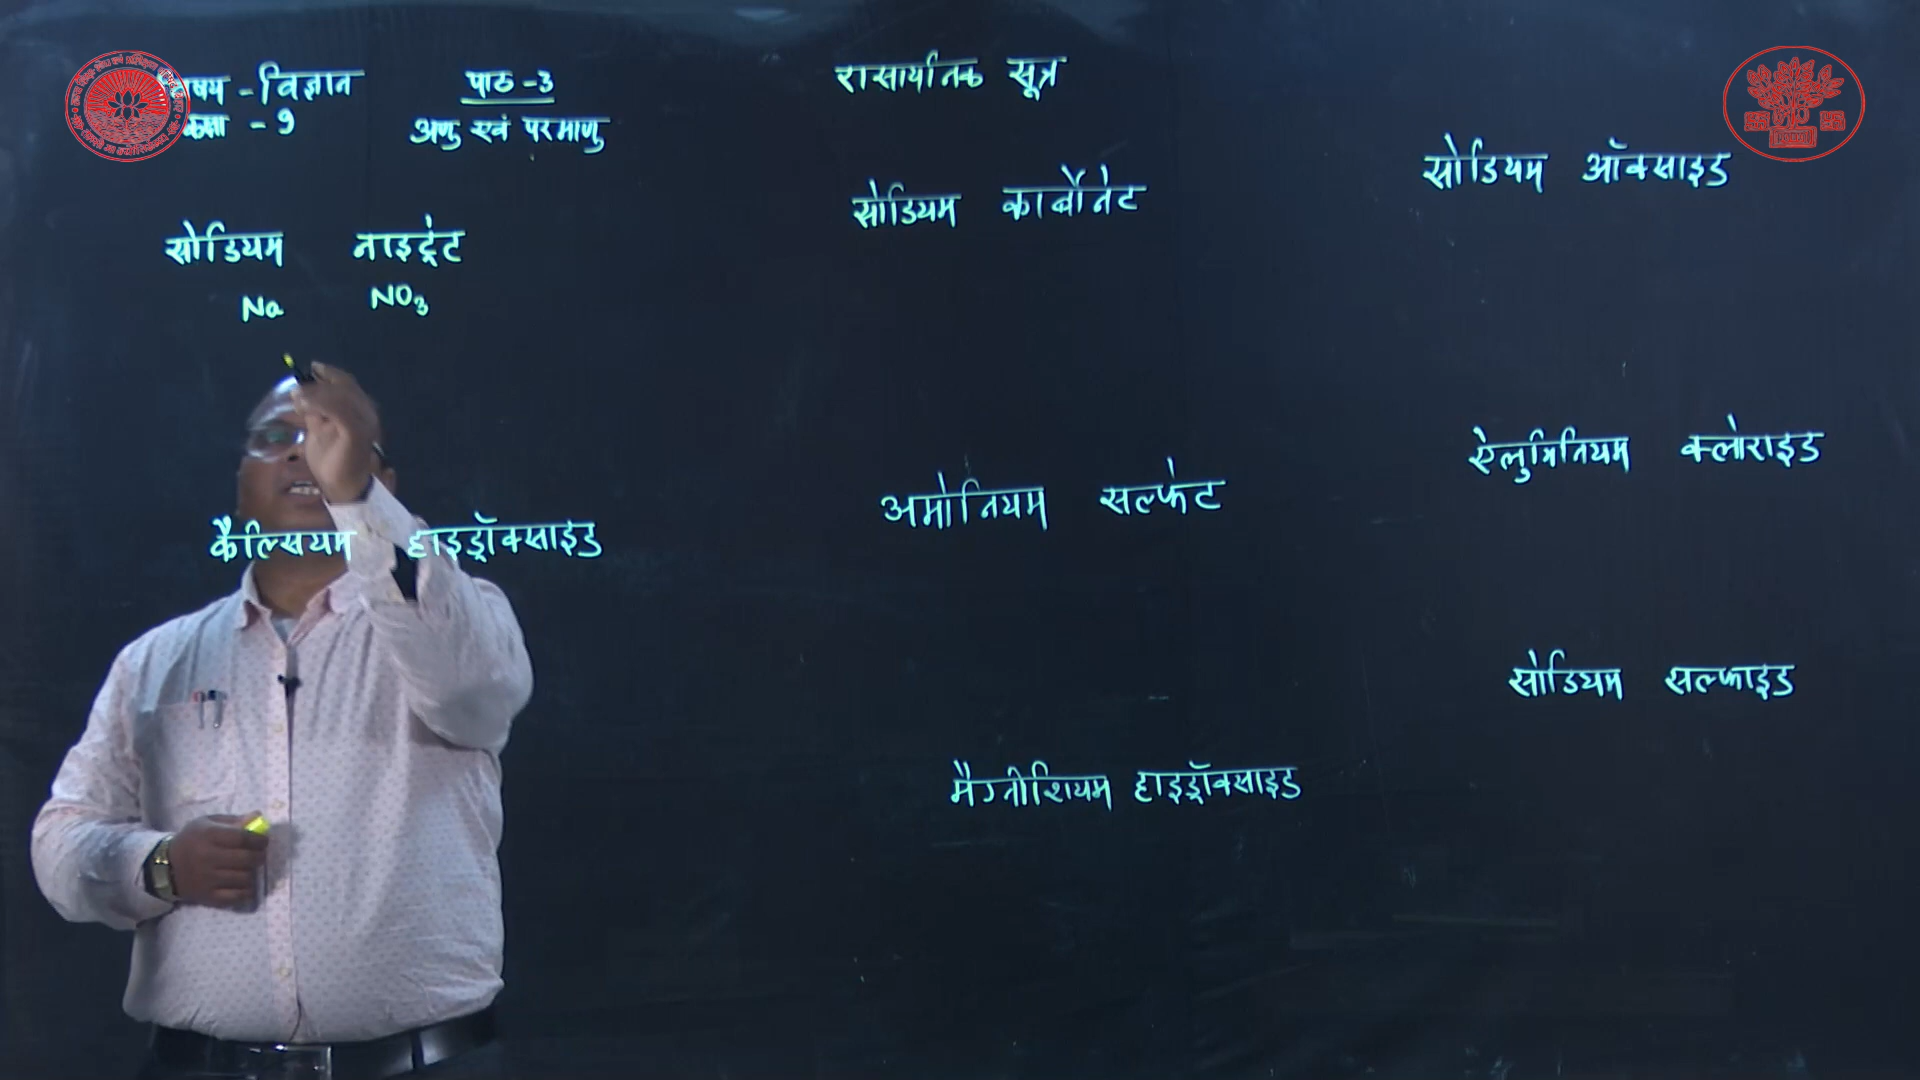 विषय - विज्ञान
कक्षा - 9
पाठ - 3
अणु एवं परमाणु
रासायनिक सूत्र
सोडियम नाइट्रेट
Na NO3
कैल्सियम हाइड्रॉक्साइड
सोडियम कार्बोनेट
अमोनियम सल्फेट
मैग्नीशियम हाइड्रॉक्साइड
सोडियम ऑक्साइड
ऐलुमिनियम क्लोराइड
सोडियम सल्फाइड